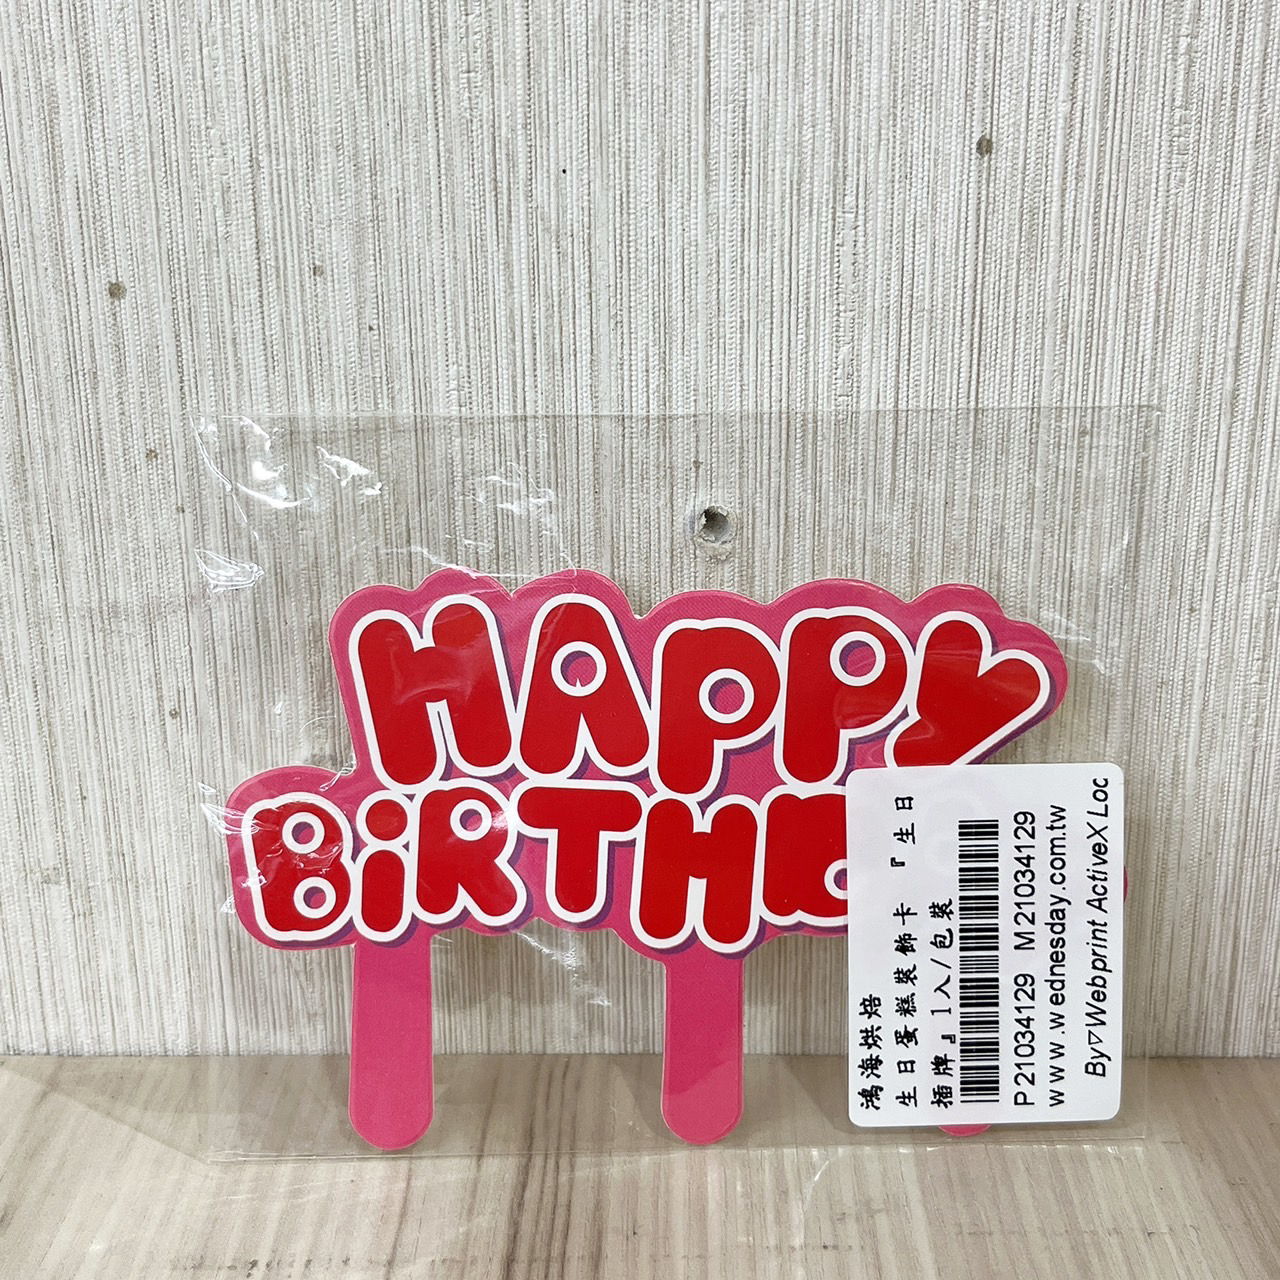 HAPPY
BiRTHD
鴻海烘焙
生日蛋糕裝飾卡 『生日
插牌』1入/包裝
P21034129 M21034129
www.wednesday.com.tw
By▽Webprint ActiveX Loc